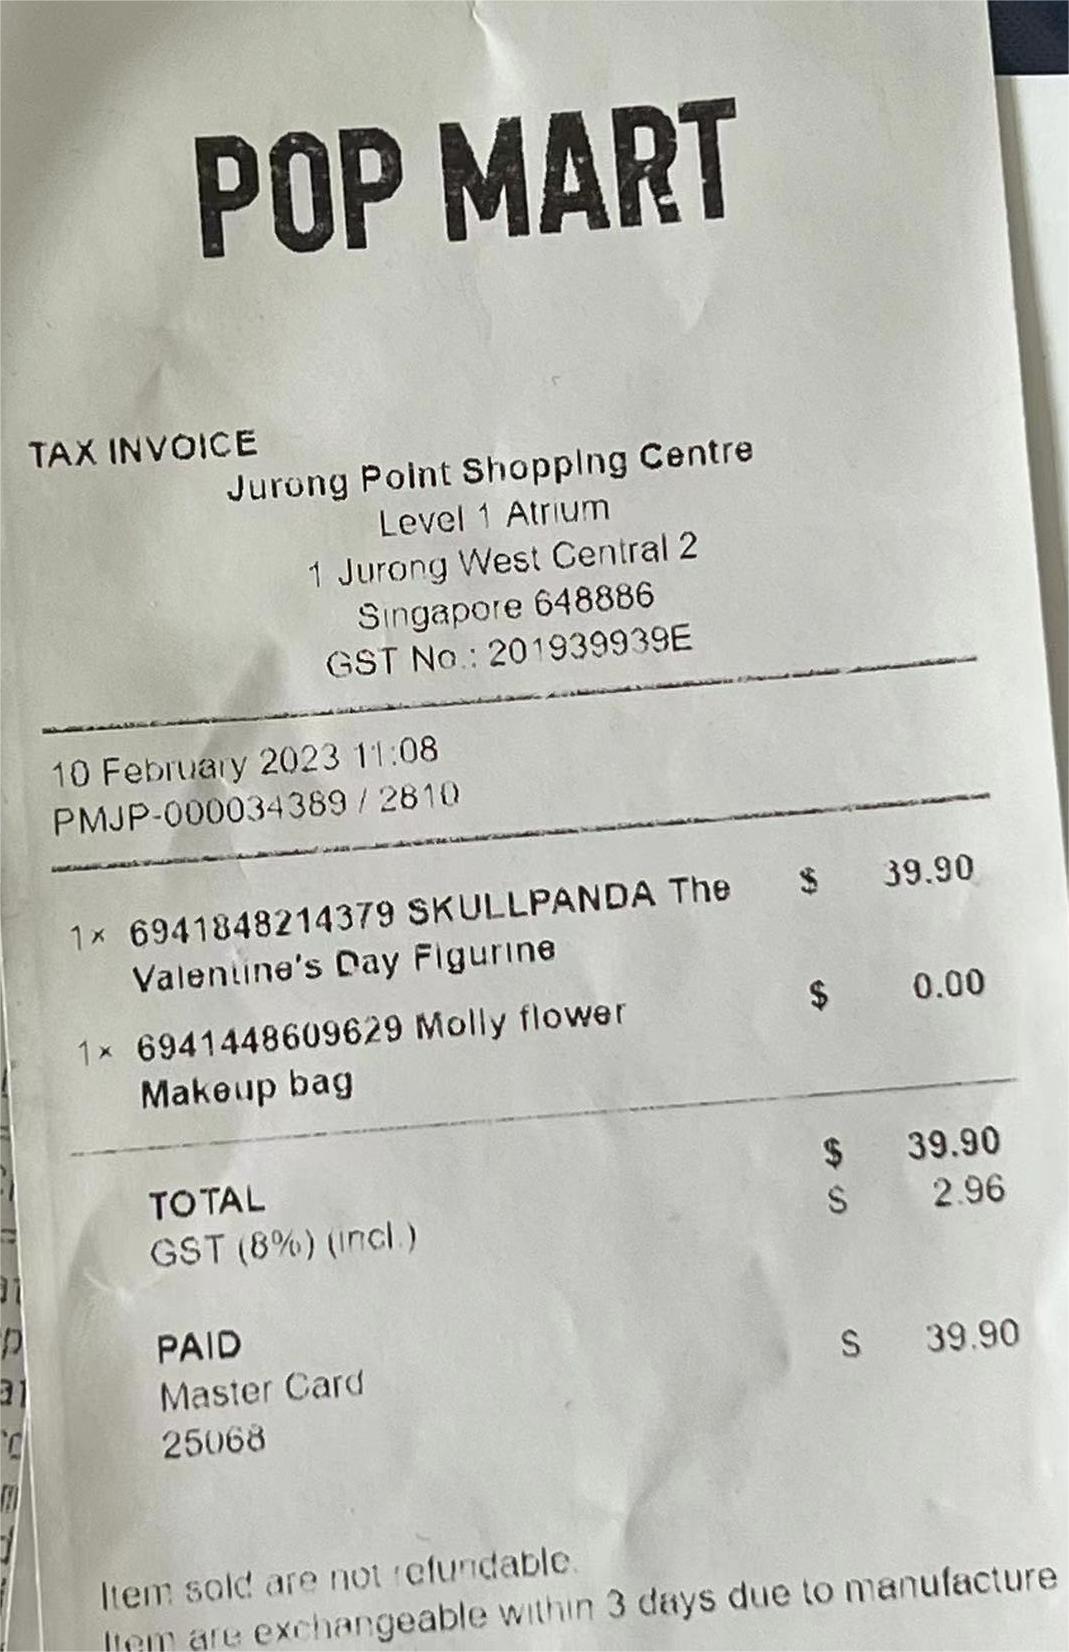 POP MART
TAX INVOICE
Jurong Point Shopping Centre
Level 1 Atrium
1 Jurong West Central 2
Singapore 648886
GST No.: 201939939E
10 February 2023 11:08
PMJP-000034389 / 2810
1× 6941848214379 SKULLPANDA The $ 39.90
Valentine's Day Figurine
1× 6941448609629 Molly flower $ 0.00
Makeup bag
TOTAL $ 39.90
GST (8%) (incl.) $ 2.96
PAID $ 39.90
Master Card
25068
Item sold are not refundable.
Item are exchangeable within 3 days due to manufacture